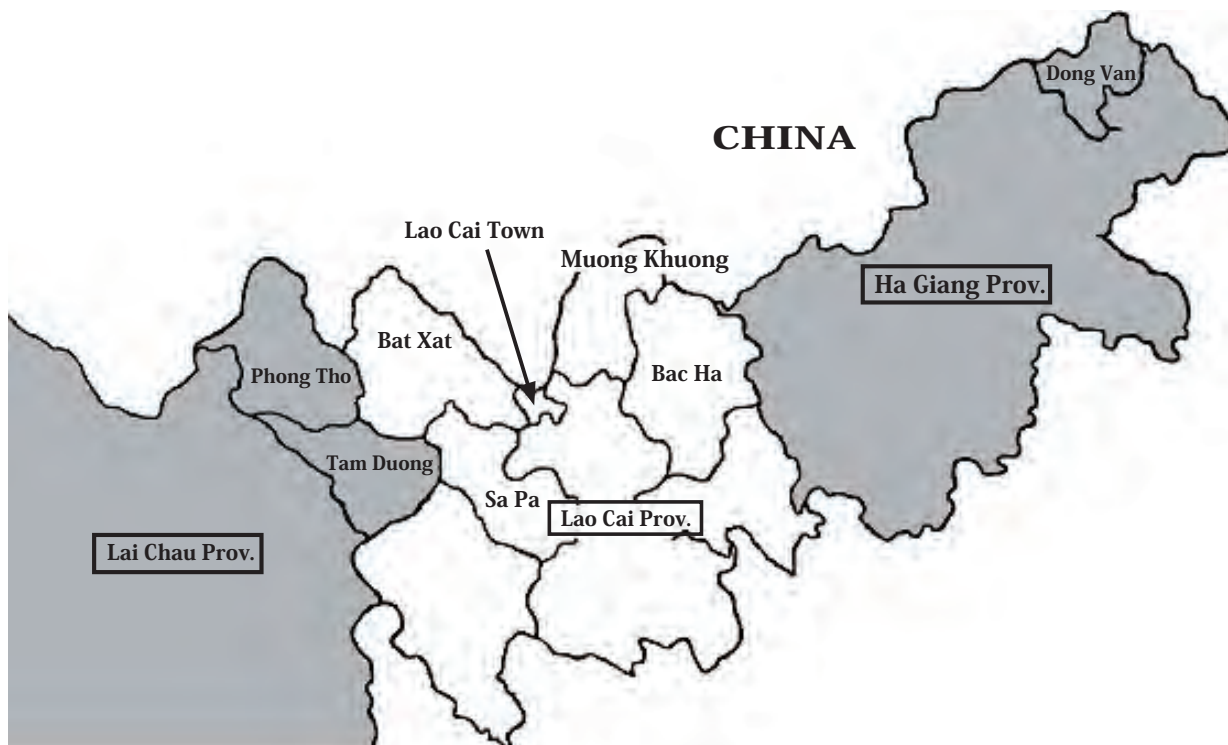 Dong Van
CHINA
Lao Cai Town
Muong Khuong
Ha Giang Prov.
Bat Xat
Phong Tho
Bac Ha
Tam Duong
Sa Pa
Lao Cai Prov.
Lai Chau Prov.